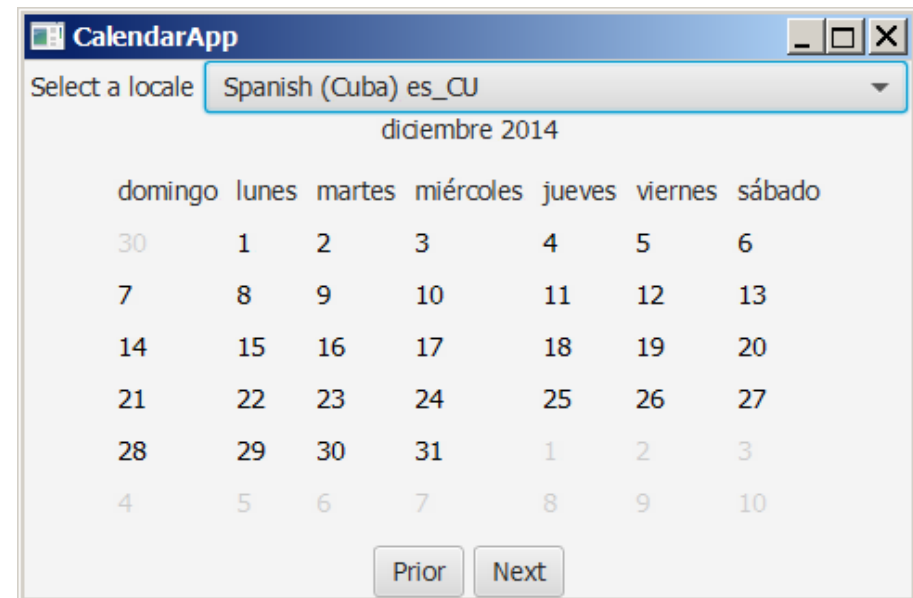 CalendarApp
Select a locale Spanish (Cuba) es_CU
diciembre 2014
domingo lunes martes miércoles jueves viernes sábado
30 1 2 3 4 5 6
7 8 9 10 11 12 13
14 15 16 17 18 19 20
21 22 23 24 25 26 27
28 29 30 31 1 2 3
4 5 6 7 8 9 10
Prior Next